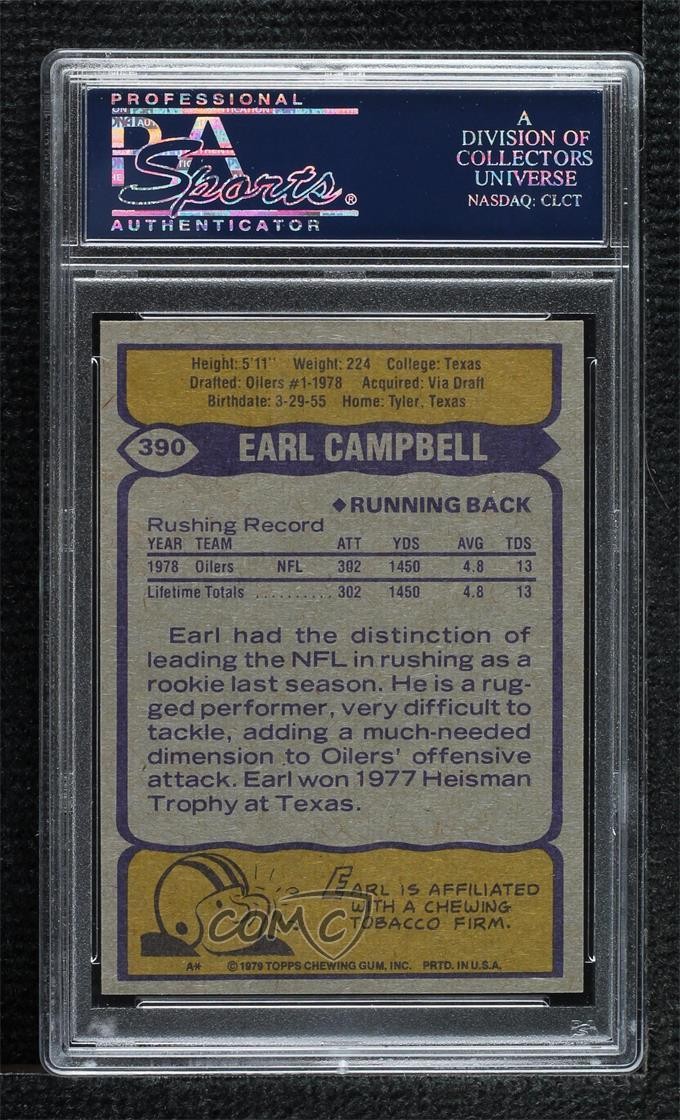 PROFESSIONAL
PSA
Sports®
AUTHENTICATOR
A
DIVISION OF
COLLECTORS
UNIVERSE
NASDAQ: CLCT
Height: 5'11" Weight: 224 College: Texas
Drafted: Oilers #1-1978 Acquired: Via Draft
Birthdate: 3-29-55 Home: Tyler, Texas
390 EARL CAMPBELL
◆RUNNING BACK
Rushing Record
YEAR TEAM ATT YDS AVG TDS
1978 Oilers NFL 302 1450 4.8 13
Lifetime Totals .......... 302 1450 4.8 13
Earl had the distinction of
leading the NFL in rushing as a
rookie last season. He is a rug-
ged performer, very difficult to
tackle, adding a much-needed
dimension to Oilers' offensive
attack. Earl won 1977 Heisman
Trophy at Texas.
EARL IS AFFILIATED
WITH A CHEWING
TOBACCO FIRM.
COMC
A* ©1979 TOPPS CHEWING GUM, INC. PRTD. IN U.S.A.